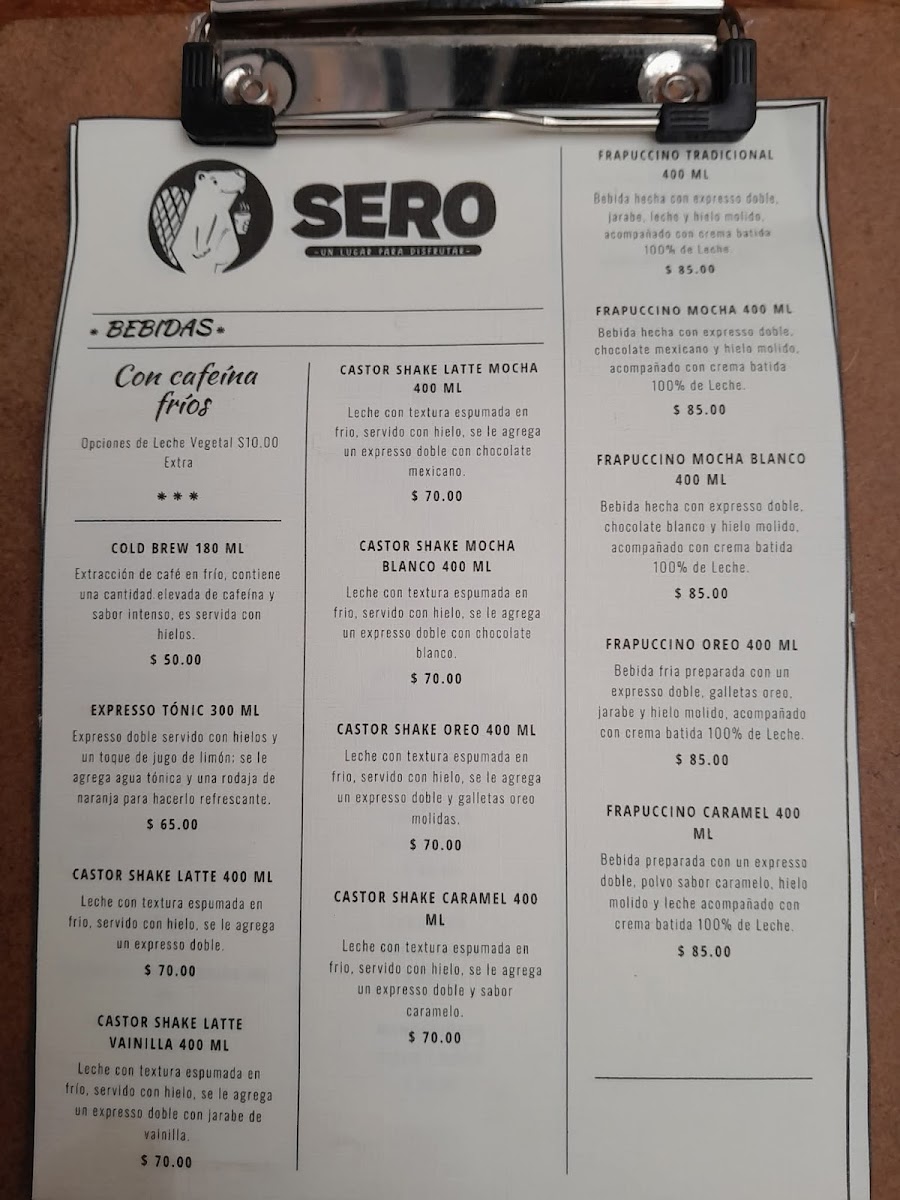 SERO
-UN LUGAR PARA DISFRUTAR-
* BEBIDAS *
Con cafeína
fríos
Opciones de Leche Vegetal $10.00
Extra
***
COLD BREW 180 ML
Extracción de café en frío, contiene
una cantidad elevada de cafeína y
sabor intenso, es servida con
hielos.
$ 50.00
EXPRESSO TÓNIC 300 ML
Expresso doble servido con hielos y
un toque de jugo de limón; se le
agrega agua tónica y una rodaja de
naranja para hacerlo refrescante.
$ 65.00
CASTOR SHAKE LATTE 400 ML
Leche con textura espumada en
frio, servido con hielo, se le agrega
un expresso doble.
$ 70.00
CASTOR SHAKE LATTE
VAINILLA 400 ML
Leche con textura espumada en
frío, servido con hielo, se le agrega
un expresso doble con jarabe de
vainilla.
$ 70.00
CASTOR SHAKE LATTE MOCHA
400 ML
Leche con textura espumada en
frio, servido con hielo, se le agrega
un expresso doble con chocolate
mexicano.
$ 70.00
CASTOR SHAKE MOCHA
BLANCO 400 ML
Leche con textura espumada en
frio, servido con hielo, se le agrega
un expresso doble con chocolate
blanco.
$ 70.00
CASTOR SHAKE OREO 400 ML
Leche con textura espumada en
frío, servido con hielo, se le agrega
un expresso doble y galletas oreo
molidas.
$ 70.00
CASTOR SHAKE CARAMEL 400
ML
Leche con textura espumada en
frio, servido con hielo, se le agrega
un expresso doble y sabor
caramelo.
$ 70.00
FRAPUCCINO TRADICIONAL
400 ML
Bebida hecha con expresso doble,
jarabe, leche y hielo molido,
acompañado con crema batida
100% de Leche.
$ 85.00
FRAPUCCINO MOCHA 400 ML
Bebida hecha con expresso doble,
chocolate mexicano y hielo molido,
acompañado con crema batida
100% de Leche.
$ 85.00
FRAPUCCINO MOCHA BLANCO
400 ML
Bebida hecha con expresso doble,
chocolate blanco y hielo molido,
acompañado con crema batida
100% de Leche.
$ 85.00
FRAPUCCINO OREO 400 ML
Bebida fria preparada con un
expresso doble, galletas oreo,
jarabe y hielo molido, acompañado
con crema batida 100% de Leche.
$ 85.00
FRAPUCCINO CARAMEL 400
ML
Bebida preparada con un expresso
doble, polvo sabor caramelo, hielo
molido y leche acompañado con
crema batida 100% de Leche.
$ 85.00